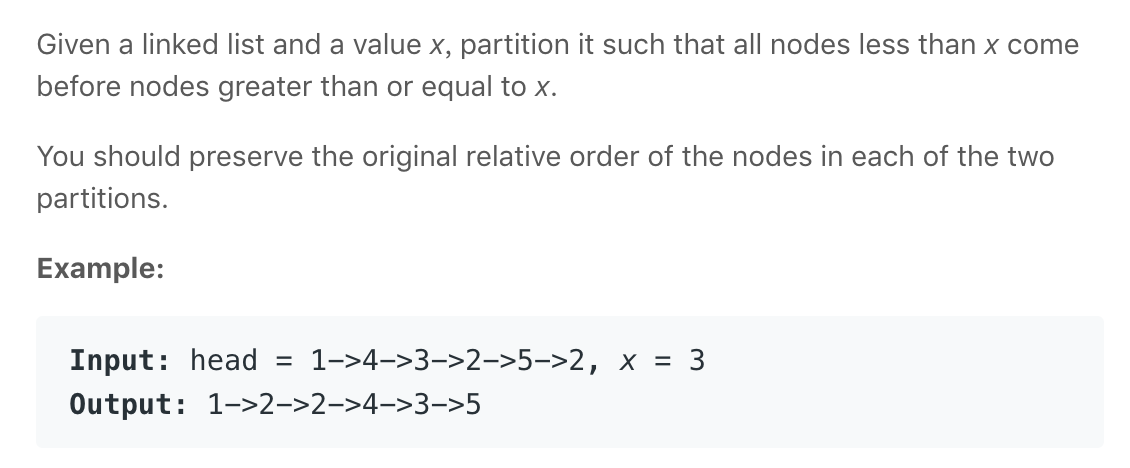 Given a linked list and a value x, partition it such that all nodes less than x come
before nodes greater than or equal to x.
You should preserve the original relative order of the nodes in each of the two
partitions.
Example:
Input: head = 1->4->3->2->5->2, x = 3
Output: 1->2->2->4->3->5